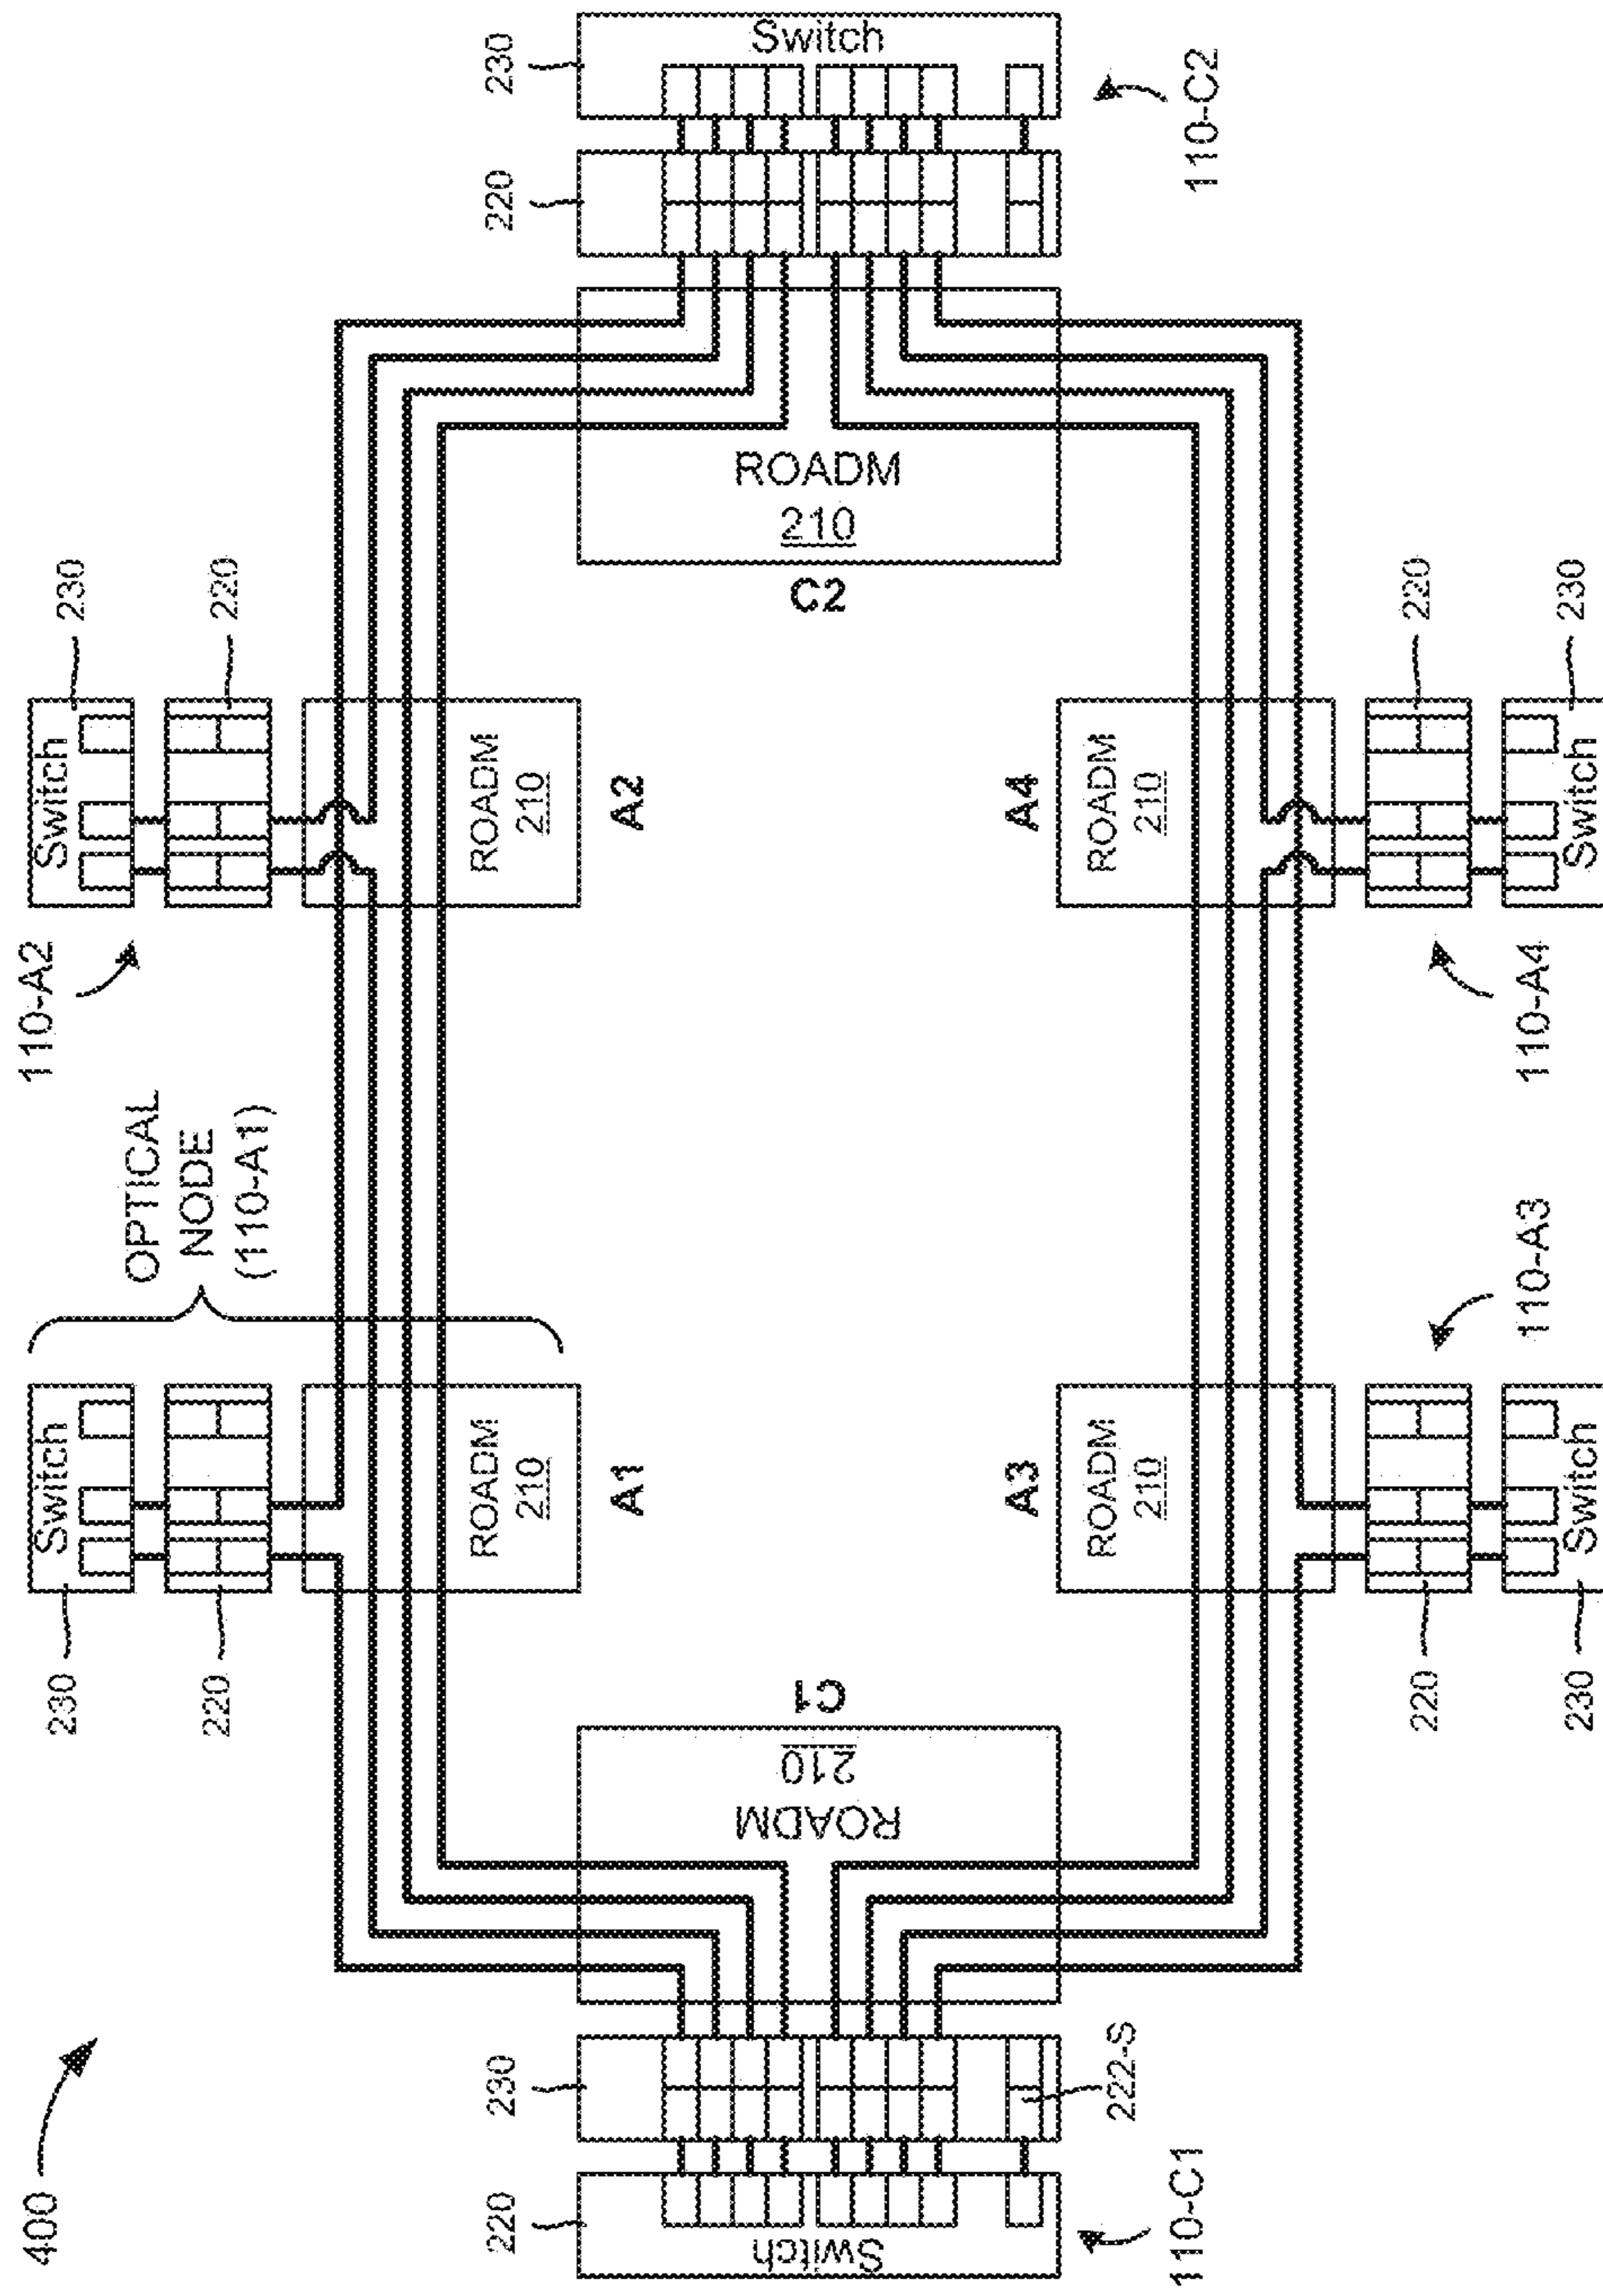 400
OPTICAL
NODE
(110-A1)
110-A2
230
220
Switch
ROADM
210
A1
230
220
Switch
ROADM
210
A2
220
230
222-S
Switch
110-C1
ROADM
210
C1
ROADM
210
C2
220
230
Switch
110-C2
A3
ROADM
210
220
230
Switch
110-A3
A4
ROADM
210
220
230
Switch
110-A4